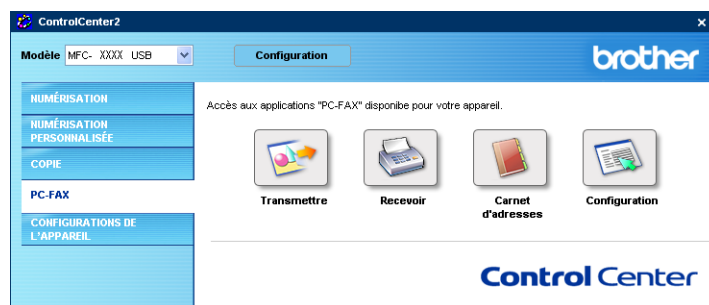 ControlCenter2
Modèle MFC- XXXX USB Configuration
brother
NUMÉRISATION
NUMÉRISATION
PERSONNALISÉE
COPIE
PC-FAX
CONFIGURATIONS DE
L'APPAREIL
Accès aux applications "PC-FAX" disponibe pour votre appareil.
Transmettre
Recevoir
Carnet
d'adresses
Configuration
Control Center